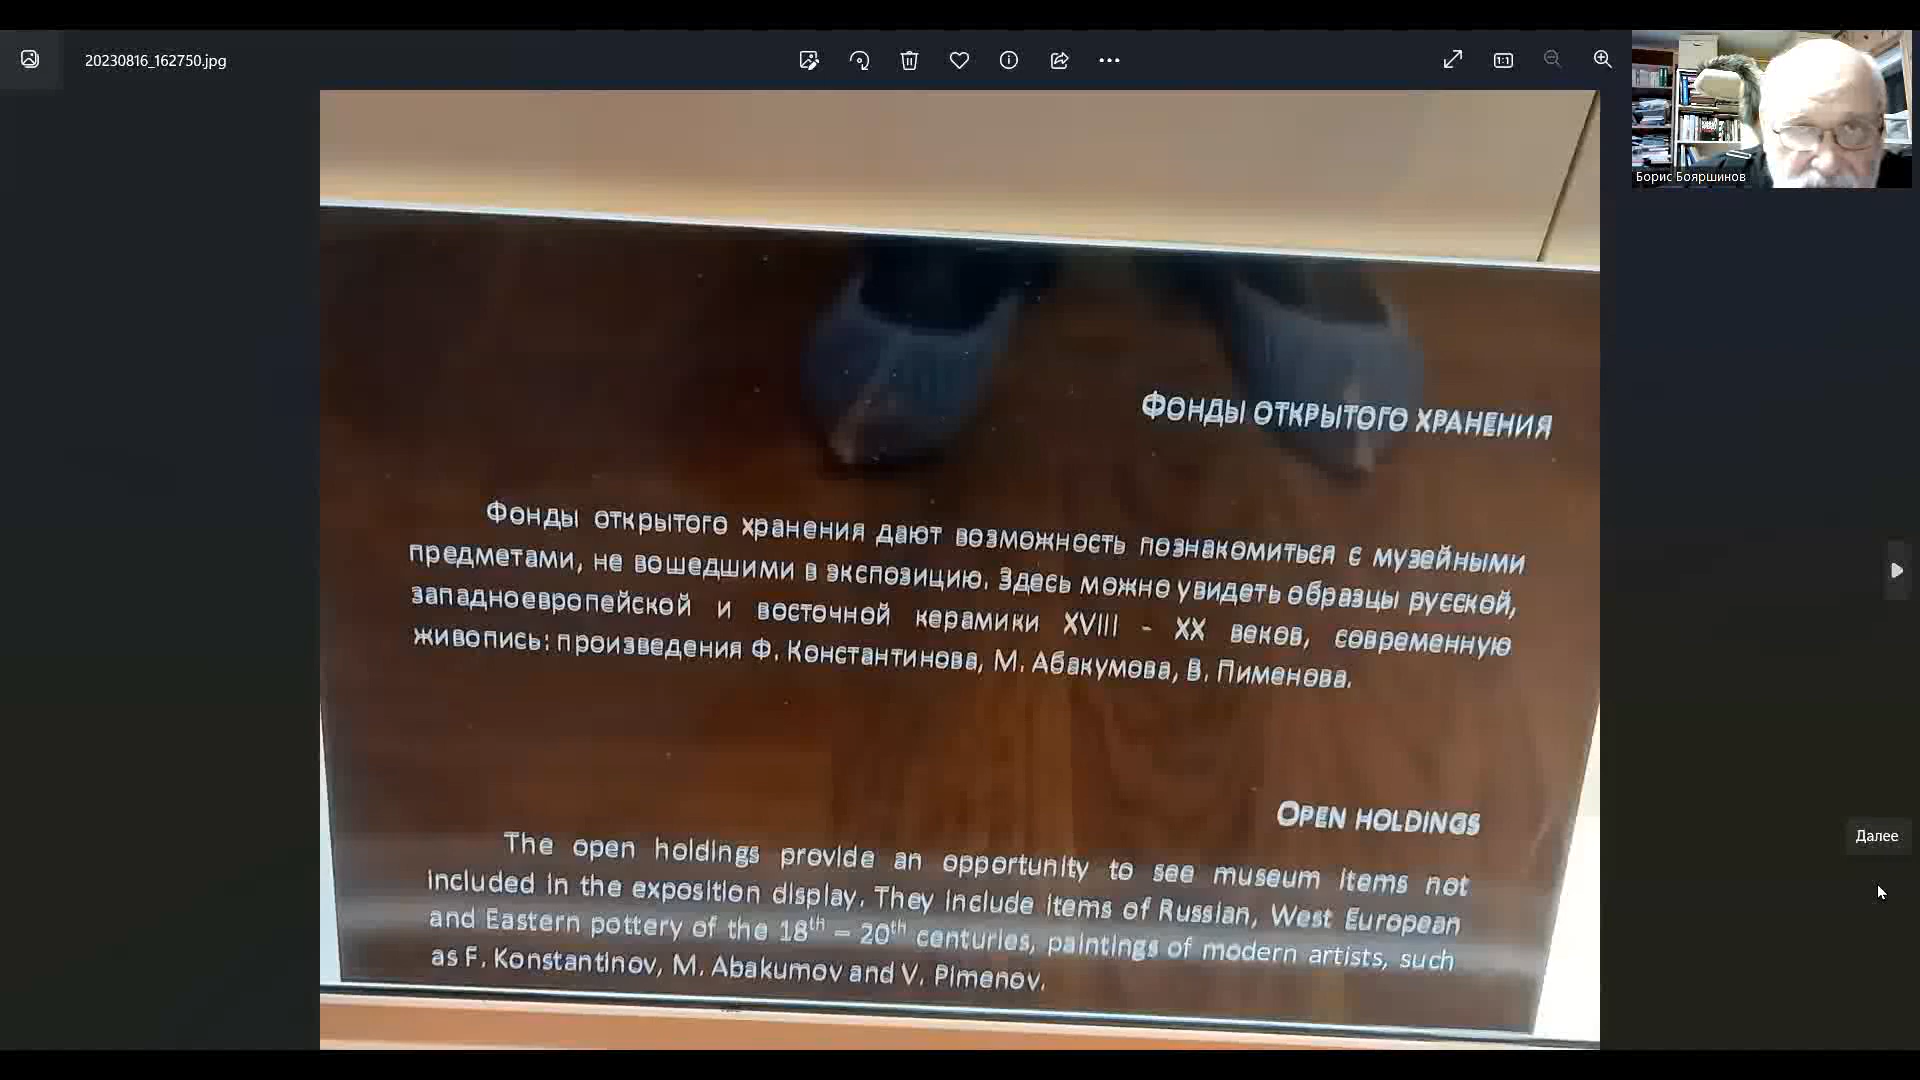 20230816_162750.jpg
1:1
Борис Бояршинов
Фонды открытого хранения
Фонды открытого хранения дают возможность познакомиться с музейными
предметами, не вошедшими в экспозицию. Здесь можно увидеть образцы русской,
западноевропейской и восточной керамики XVIII - XX веков, современную
живопись: произведения Ф. Константинова, М. Абакумова, В. Пименова.
Open holdings
Далее
The open holdings provide an opportunity to see museum items not
included in the exposition display. They include items of Russian, West European
and Eastern pottery of the 18th – 20th centuries, paintings of modern artists, such
as F. Konstantinov, M. Abakumov and V. Pimenov.